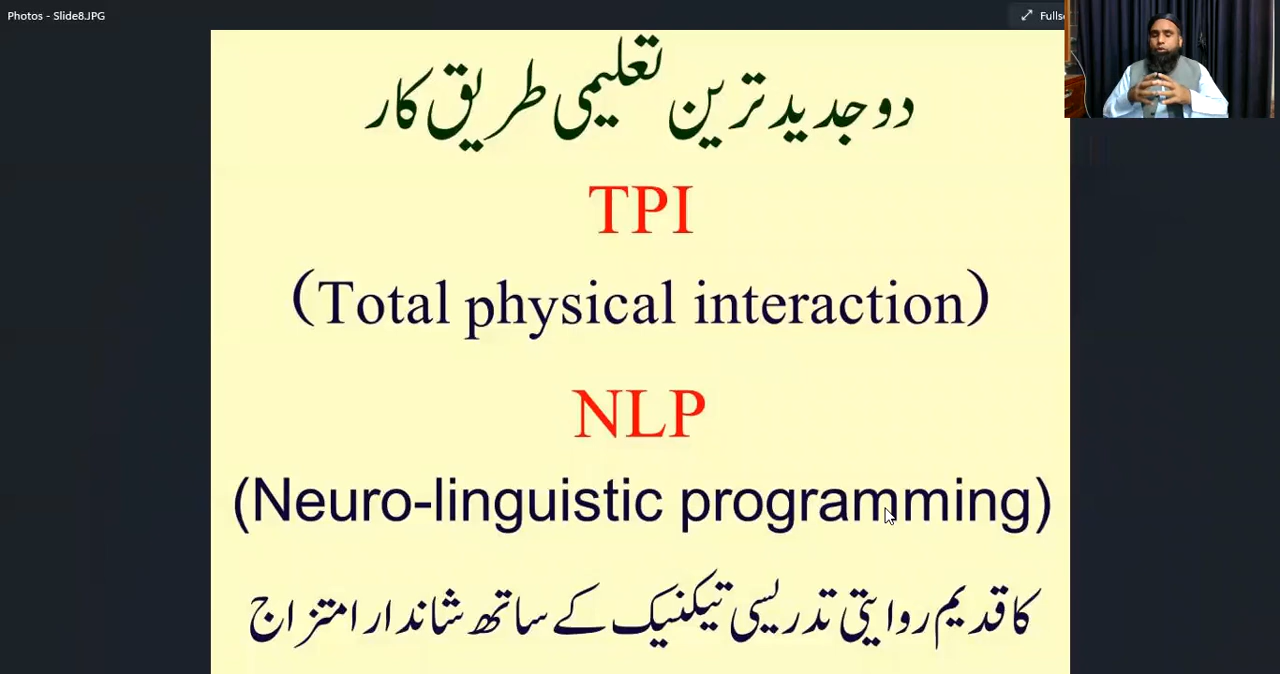 Photos - Slide8.JPG
Fulls
دو جدید ترین تعلیمی طریق کار
TPI
(Total physical interaction)
NLP
(Neuro-linguistic programming)
کا قدیم روایتی تدریسی تیکنیک کے ساتھ شاندار امتزاج